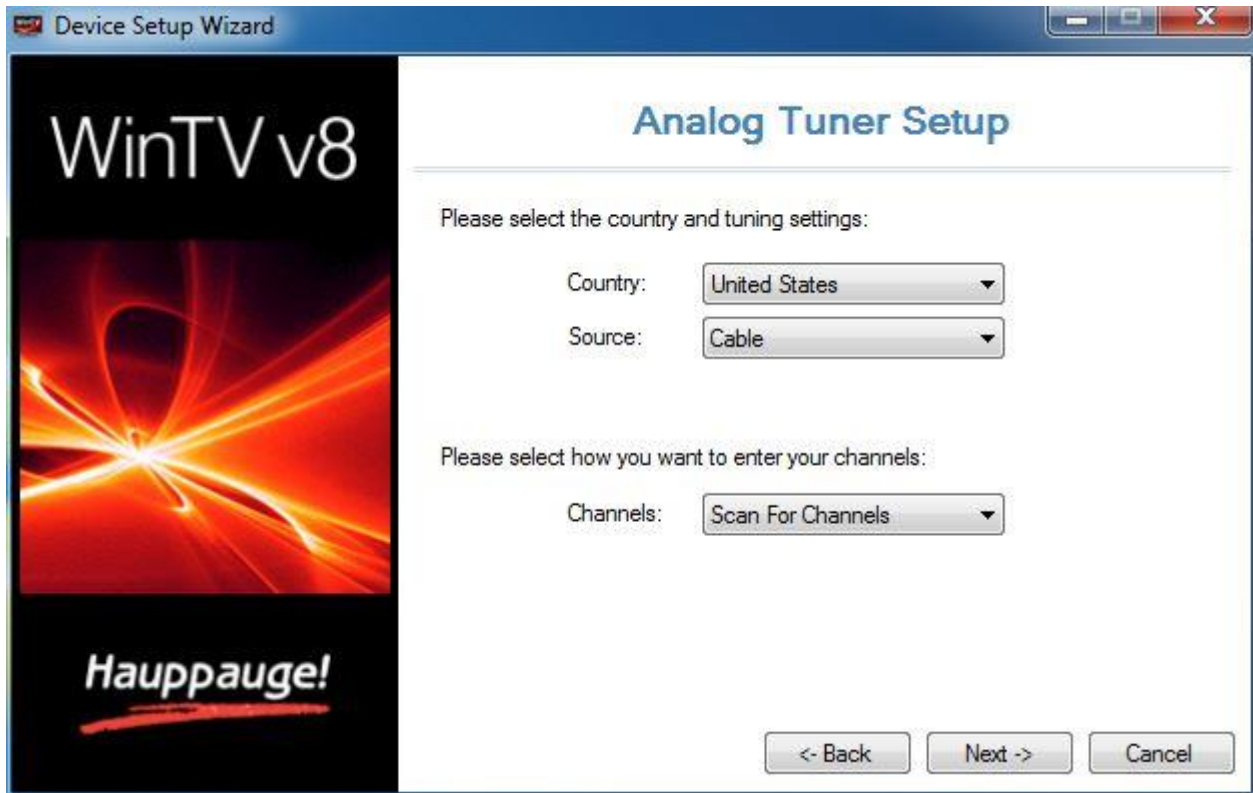 Device Setup Wizard
WinTV v8
Hauppauge!
Analog Tuner Setup
Please select the country and tuning settings:
Country: United States
Source: Cable
Please select how you want to enter your channels:
Channels: Scan For Channels
<- Back Next -> Cancel